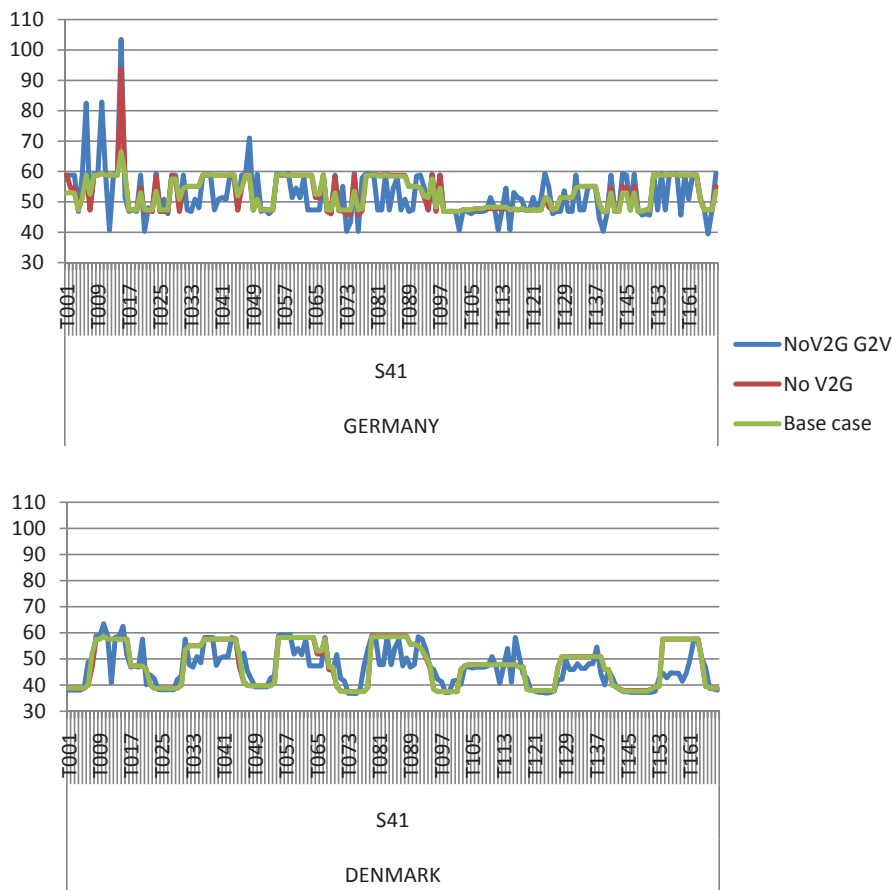 110
100
90
80
70
60
50
40
30
T001
T009
T017
T025
T033
T041
T049
T057
T065
T073
T081
T089
T097
T105
T113
T121
T129
T137
T145
T153
T161
S41
GERMANY
NoV2G G2V
No V2G
Base case
110
100
90
80
70
60
50
40
30
T001
T009
T017
T025
T033
T041
T049
T057
T065
T073
T081
T089
T097
T105
T113
T121
T129
T137
T145
T153
T161
S41
DENMARK